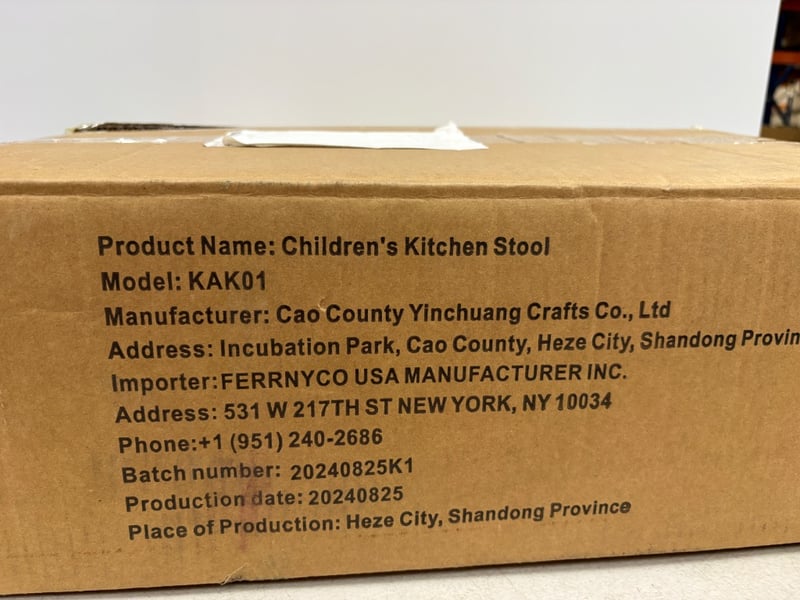 Product Name: Children's Kitchen Stool
Model: KAK01
Manufacturer: Cao County Yinchuang Crafts Co., Ltd
Address: Incubation Park, Cao County, Heze City, Shandong Provin
Importer:FERRNYCO USA MANUFACTURER INC.
Address: 531 W 217TH ST NEW YORK, NY 10034
Phone:+1 (951) 240-2686
Batch number: 20240825K1
Production date: 20240825
Place of Production: Heze City, Shandong Province